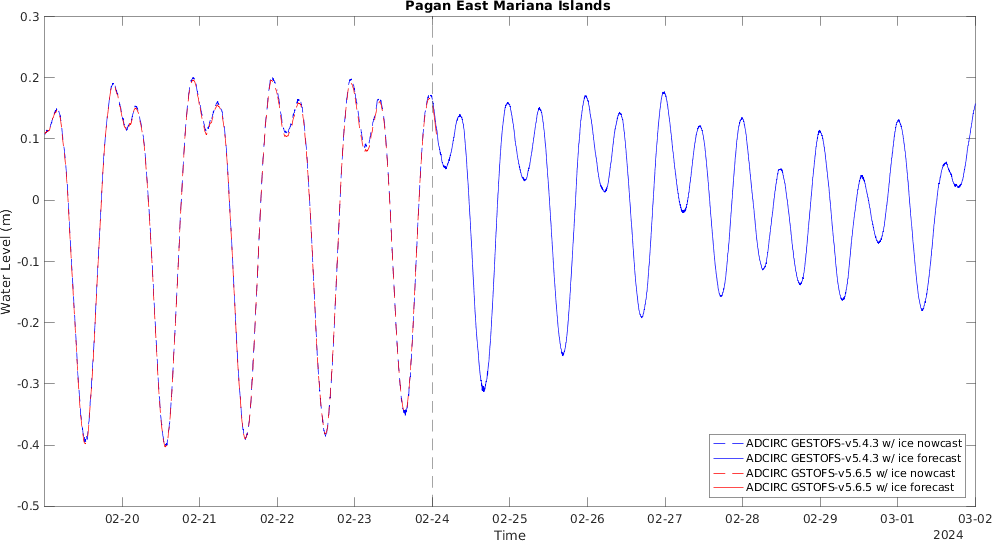 Pagan East Mariana Islands
0.3
0.2
0.1
0
-0.1
-0.2
-0.3
-0.4
-0.5
Water Level (m)
ADCIRC GESTOFS-v5.4.3 w/ ice nowcast
ADCIRC GESTOFS-v5.4.3 w/ ice forecast
ADCIRC GSTOFS-v5.6.5 w/ ice nowcast
ADCIRC GSTOFS-v5.6.5 w/ ice forecast
02-20 02-21 02-22 02-23 02-24 02-25 02-26 02-27 02-28 02-29 03-01 03-02
Time
2024